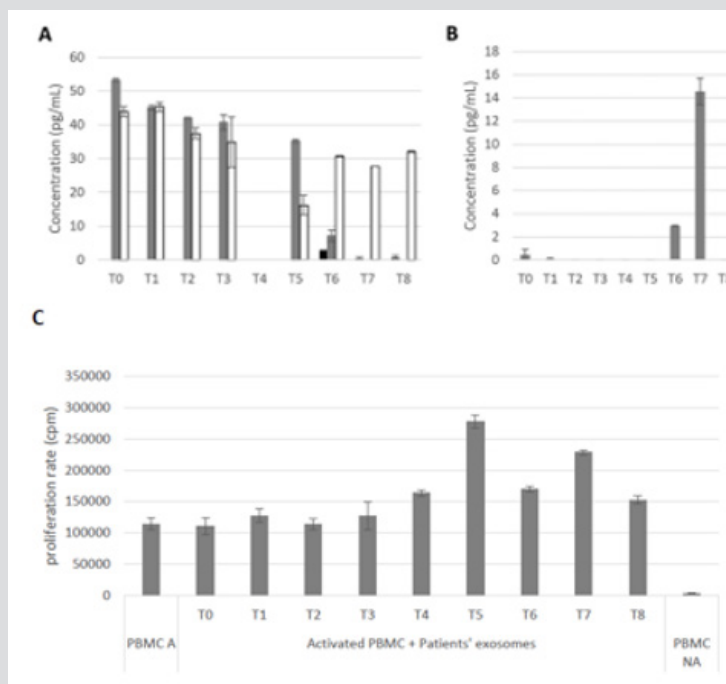 A
B
60
50
40
30
20
10
0
Concentration (pg/mL)
T0 T1 T2 T3 T4 T5 T6 T7 T8
18
16
14
12
10
8
6
4
2
0
Concentration (pg/mL)
T0 T1 T2 T3 T4 T5 T6 T7
C
350000
300000
250000
200000
150000
100000
50000
0
proliferation rate (cpm)
T0 T1 T2 T3 T4 T5 T6 T7 T8
PBMC A
Activated PBMC + Patients' exosomes
PBMC
NA